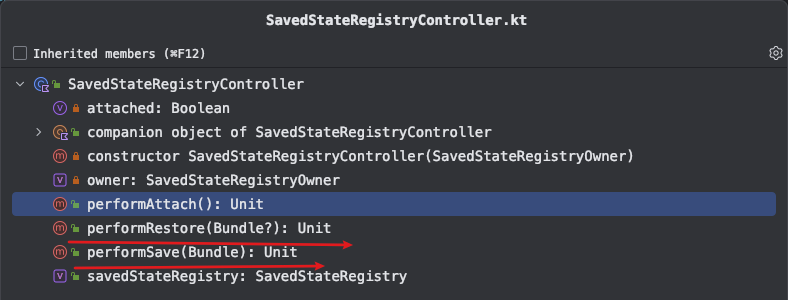 SavedStateRegistryController.kt
Inherited members (⌘F12)
SavedStateRegistryController
attached: Boolean
companion object of SavedStateRegistryController
constructor SavedStateRegistryController(SavedStateRegistryOwner)
owner: SavedStateRegistryOwner
performAttach(): Unit
performRestore(Bundle?): Unit
performSave(Bundle): Unit
savedStateRegistry: SavedStateRegistry